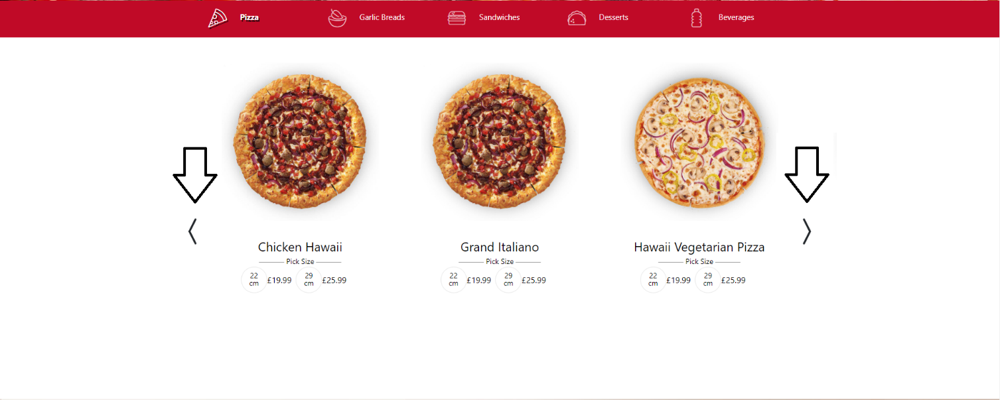 Pizza
Garlic Breads
Sandwiches
Desserts
Beverages
Chicken Hawaii
Pick Size
22 cm £19.99 29 cm £25.99
Grand Italiano
Pick Size
22 cm £19.99 29 cm £25.99
Hawaii Vegetarian Pizza
Pick Size
22 cm £19.99 29 cm £25.99